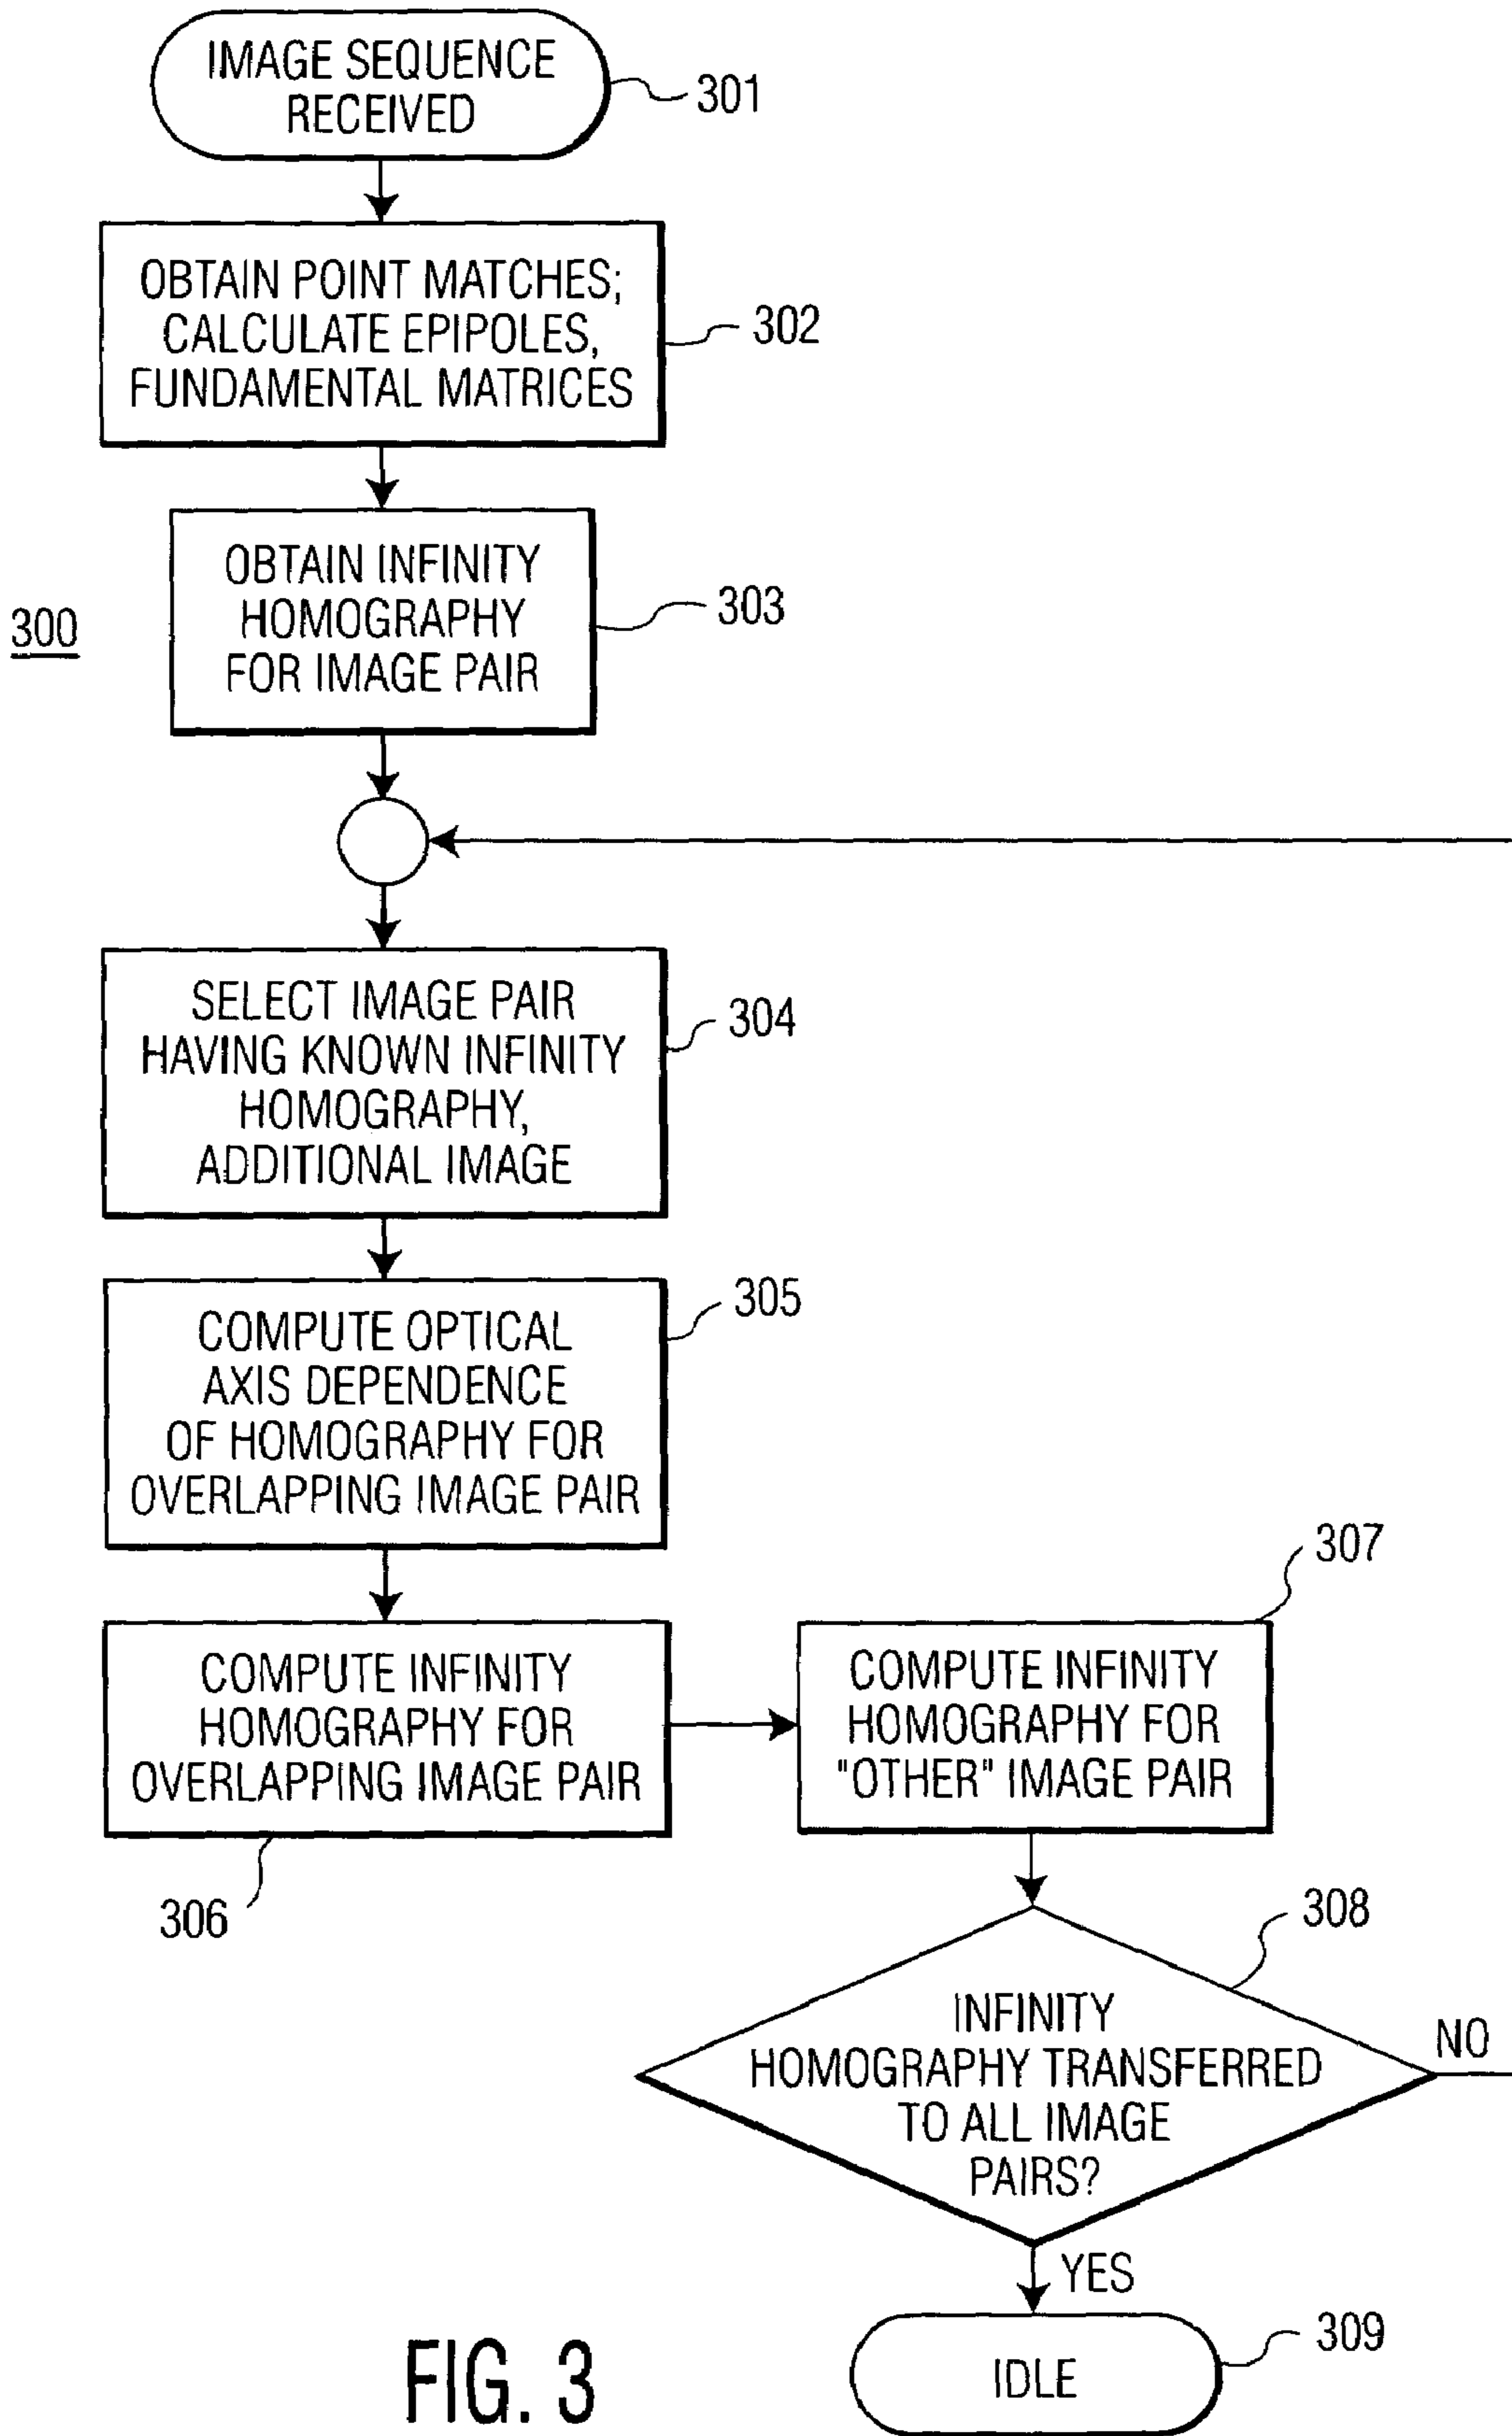 IMAGE SEQUENCE
RECEIVED
301
OBTAIN POINT MATCHES;
CALCULATE EPIPOLES,
FUNDAMENTAL MATRICES
302
OBTAIN INFINITY
HOMOGRAPHY
FOR IMAGE PAIR
303
300
SELECT IMAGE PAIR
HAVING KNOWN INFINITY
HOMOGRAPHY,
ADDITIONAL IMAGE
304
COMPUTE OPTICAL
AXIS DEPENDENCE
OF HOMOGRAPHY FOR
OVERLAPPING IMAGE PAIR
305
COMPUTE INFINITY
HOMOGRAPHY FOR
OVERLAPPING IMAGE PAIR
306
307
COMPUTE INFINITY
HOMOGRAPHY FOR
"OTHER" IMAGE PAIR
308
INFINITY
HOMOGRAPHY TRANSFERRED
TO ALL IMAGE
PAIRS?
NO
YES
IDLE
309
FIG. 3